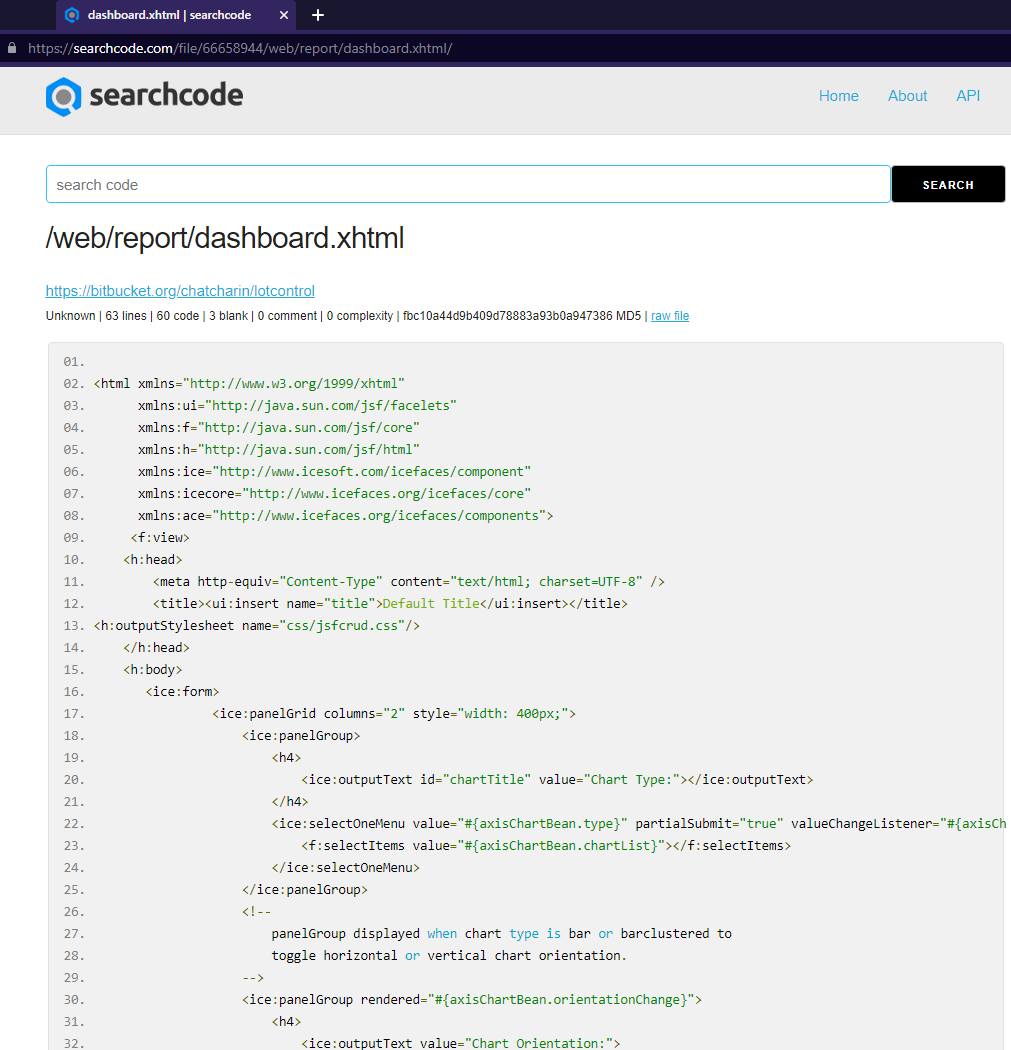 dashboard.xhtml | searchcode
https://searchcode.com/file/66658944/web/report/dashboard.xhtml/
searchcode
Home About API
search code
SEARCH
/web/report/dashboard.xhtml
https://bitbucket.org/chatcharin/lotcontrol
Unknown | 63 lines | 60 code | 3 blank | 0 comment | 0 complexity | fbc10a44d9b409d78883a93b0a947386 MD5 | raw file
01.
02. <html xmlns="http://www.w3.org/1999/xhtml"
03.       xmlns:ui="http://java.sun.com/jsf/facelets"
04.       xmlns:f="http://java.sun.com/jsf/core"
05.       xmlns:h="http://java.sun.com/jsf/html"
06.       xmlns:ice="http://www.icesoft.com/icefaces/component"
07.       xmlns:icecore="http://www.icefaces.org/icefaces/core"
08.       xmlns:ace="http://www.icefaces.org/icefaces/components">
09.      <f:view>
10.     <h:head>
11.         <meta http-equiv="Content-Type" content="text/html; charset=UTF-8" />
12.         <title><ui:insert name="title">Default Title</ui:insert></title>
13. <h:outputStylesheet name="css/jsfcrud.css"/>
14.     </h:head>
15.     <h:body>
16.        <ice:form>
17.                 <ice:panelGrid columns="2" style="width: 400px;">
18.                     <ice:panelGroup>
19.                         <h4>
20.                             <ice:outputText id="chartTitle" value="Chart Type:"></ice:outputText>
21.                         </h4>
22.                         <ice:selectOneMenu value="#{axisChartBean.type}" partialSubmit="true" valueChangeListener="#{axisCh
23.                             <f:selectItems value="#{axisChartBean.chartList}"></f:selectItems>
24.                         </ice:selectOneMenu>
25.                     </ice:panelGroup>
26.                     <!--
27.                         panelGroup displayed when chart type is bar or barclustered to
28.                         toggle horizontal or vertical chart orientation.
29.                     -->
30.                     <ice:panelGroup rendered="#{axisChartBean.orientationChange}">
31.                         <h4>
32.                             <ice:outputText value="Chart Orientation:">